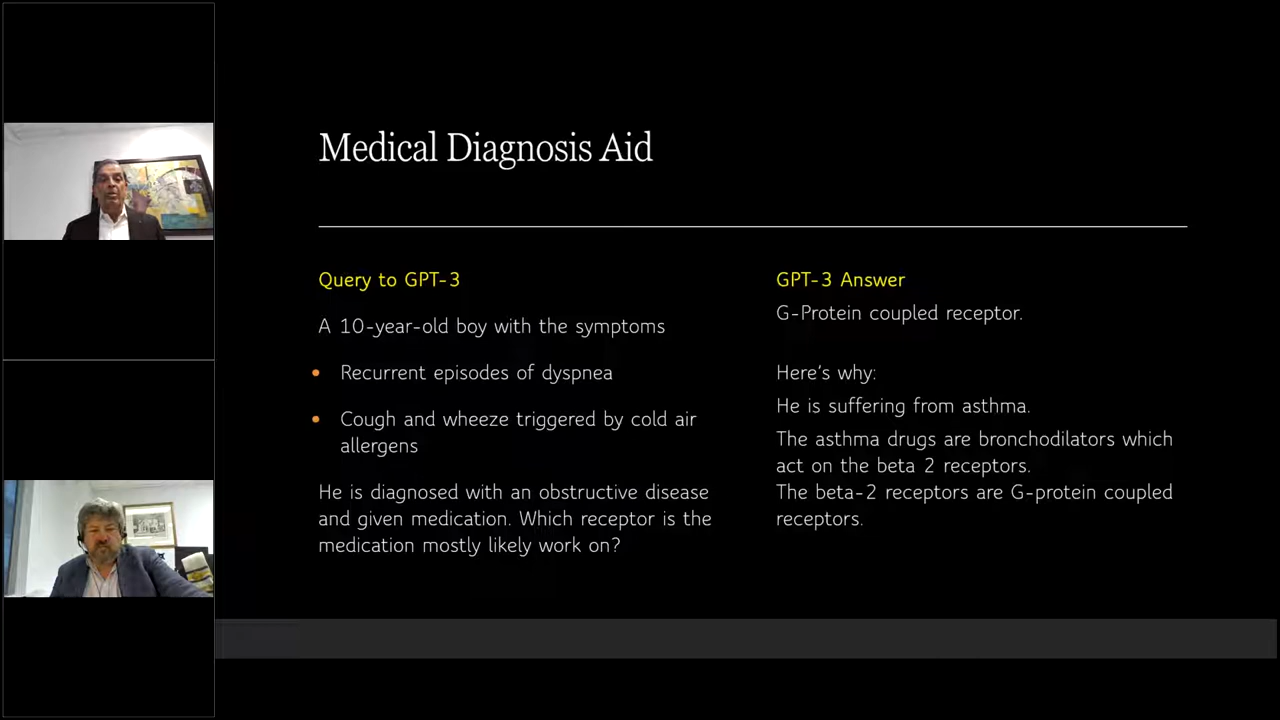 Medical Diagnosis Aid
Query to GPT-3
A 10-year-old boy with the symptoms
• Recurrent episodes of dyspnea
• Cough and wheeze triggered by cold air
allergens
He is diagnosed with an obstructive disease
and given medication. Which receptor is the
medication mostly likely work on?
GPT-3 Answer
G-Protein coupled receptor.
Here's why:
He is suffering from asthma.
The asthma drugs are bronchodilators which
act on the beta 2 receptors.
The beta-2 receptors are G-protein coupled
receptors.